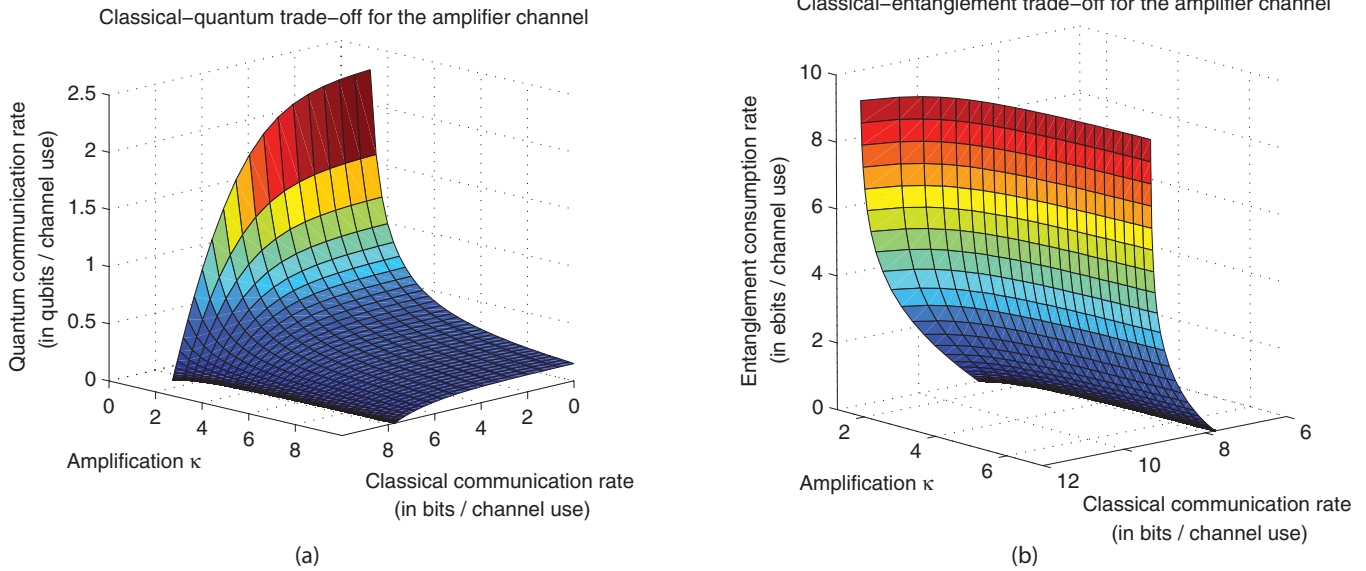 Classical−quantum trade−off for the amplifier channel
Quantum communication rate
(in qubits / channel use)
2.5
2
1.5
1
0.5
0
0
2
4
6
8
Amplification κ
8
6
4
2
0
Classical communication rate
(in bits / channel use)
(a)
Classical−entanglement trade−off for the amplifier channel
Entanglement consumption rate
(in ebits / channel use)
10
8
6
4
2
0
2
4
6
Amplification κ
12
10
8
6
Classical communication rate
(in bits / channel use)
(b)